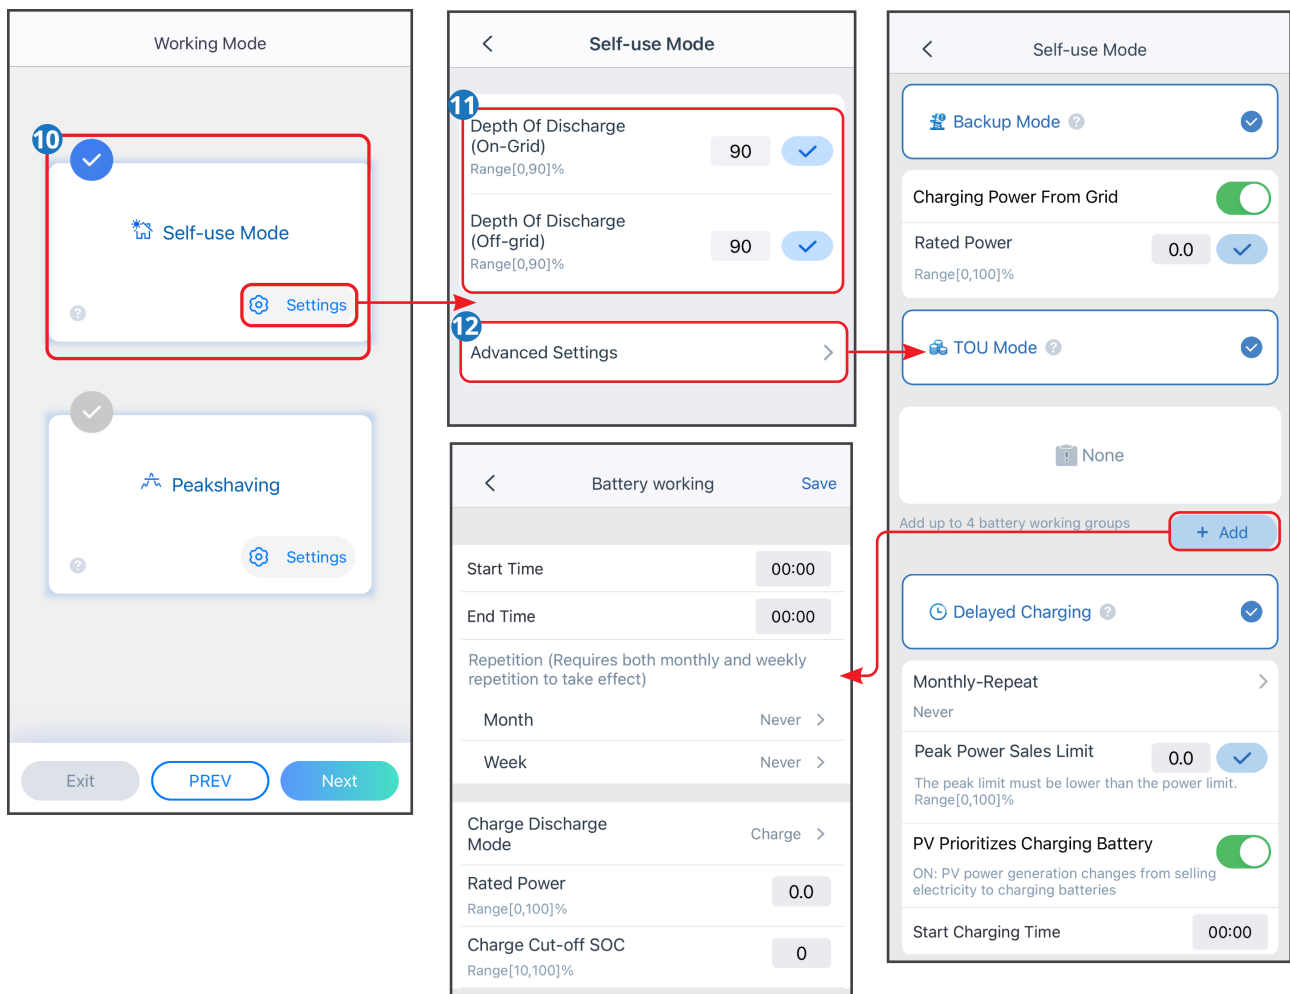 Working Mode
10
Self-use Mode
?
Settings
Peakshaving
?
Settings
Exit
PREV
Next
Self-use Mode
11
Depth Of Discharge
(On-Grid)
Range[0,90]%
90
Depth Of Discharge
(Off-grid)
Range[0,90]%
90
12
Advanced Settings
Battery working
Save
Start Time
00:00
End Time
00:00
Repetition (Requires both monthly and weekly
repetition to take effect)
Month
Never
Week
Never
Charge Discharge
Mode
Charge
Rated Power
Range[0,100]%
0.0
Charge Cut-off SOC
Range[10,100]%
0
Self-use Mode
Backup Mode ?
Charging Power From Grid
Rated Power
Range[0,100]%
0.0
TOU Mode ?
None
Add up to 4 battery working groups
+ Add
Delayed Charging ?
Monthly-Repeat
Never
Peak Power Sales Limit
0.0
The peak limit must be lower than the power limit.
Range[0,100]%
PV Prioritizes Charging Battery
ON: PV power generation changes from selling
electricity to charging batteries
Start Charging Time
00:00